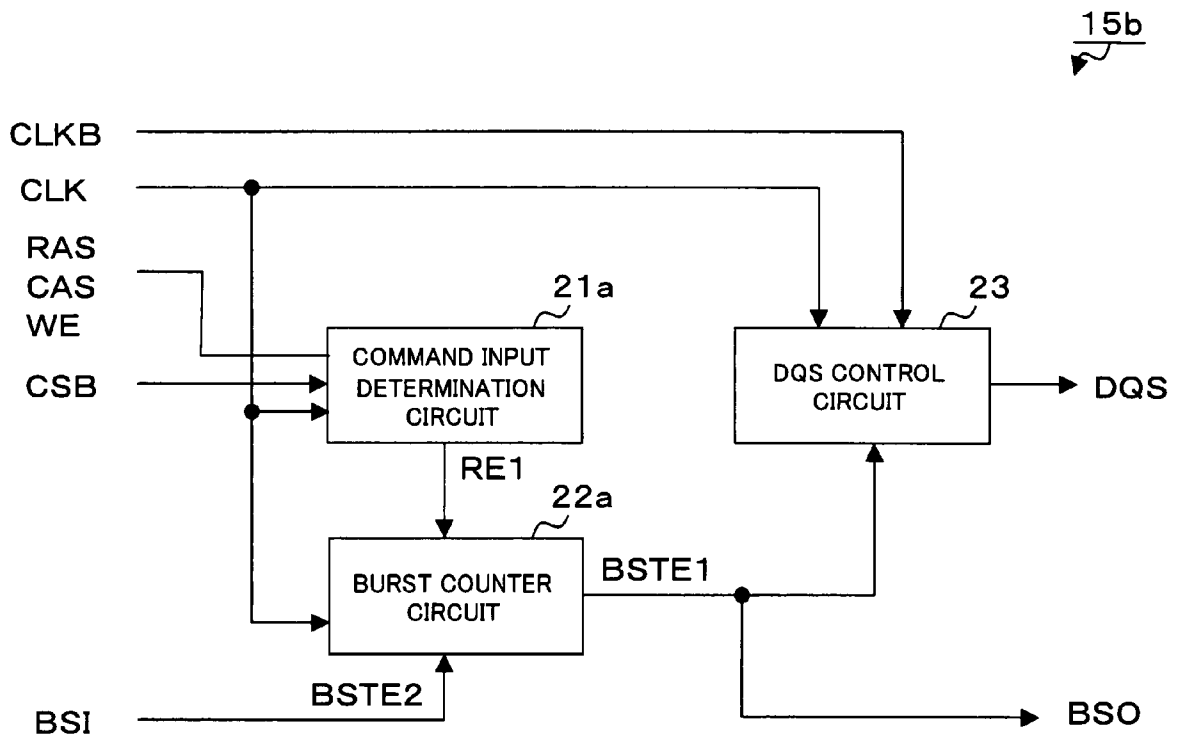 15b
CLKB
CLK
RAS
CAS
WE
CSB
21a
COMMAND INPUT
DETERMINATION
CIRCUIT
23
DQS CONTROL
CIRCUIT
DQS
RE1
22a
BURST COUNTER
CIRCUIT
BSTE1
BSTE2
BSI
BSO